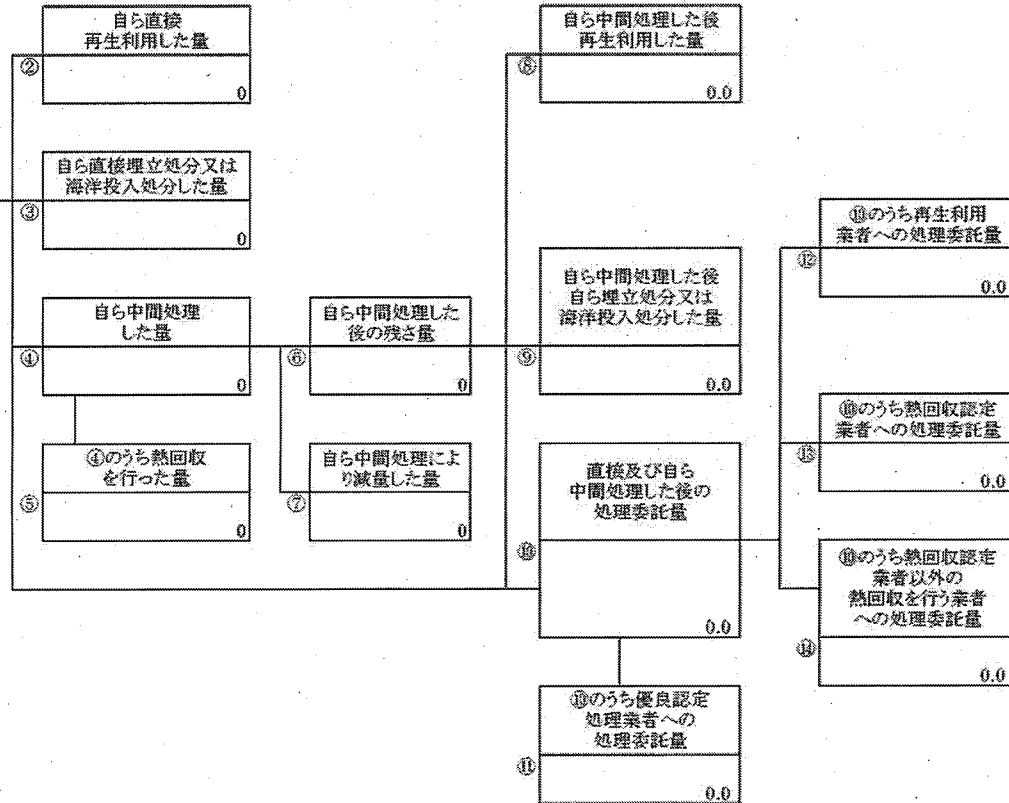 自ら直接
再生利用した量
②
0
自ら直接埋立処分又は
海洋投入処分した量
③
0
自ら中間処理
した量
④
0
④のうち熱回収
を行った量
⑤
0
自ら中間処理した
後の残さ量
⑥
0
自ら中間処理によ
り減量した量
⑦
0
自ら中間処理した後
再生利用した量
⑧
0.0
自ら中間処理した後
自ら埋立処分又は
海洋投入処分した量
⑨
0.0
直接及び自ら
中間処理した後の
処理委託量
⑩
0.0
⑩のうち優良認定
処理業者への
処理委託量
⑪
0.0
⑩のうち再生利用
業者への処理委託量
⑫
0.0
⑩のうち熱回収認定
業者への処理委託量
⑬
0.0
⑩のうち熱回収認定
業者以外の
熱回収を行う業者
への処理委託量
⑭
0.0